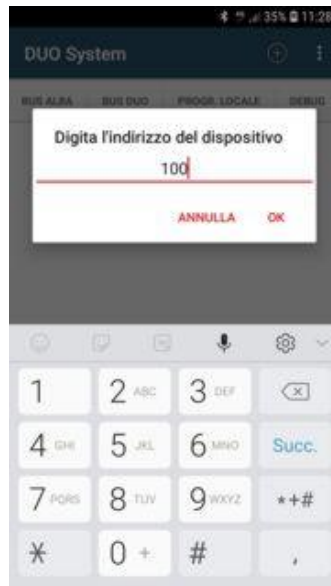 35% 11:28
DUO System
BUS ALBA BUS DUO PROGR. LOCALE DEBUG
Digita l'indirizzo del dispositivo
100
ANNULLA OK
1 2 ABC 3 DEF
4 GHI 5 JKL 6 MNO Succ.
7 PQRS 8 TUV 9 WXYZ *+#
* 0 + # ,